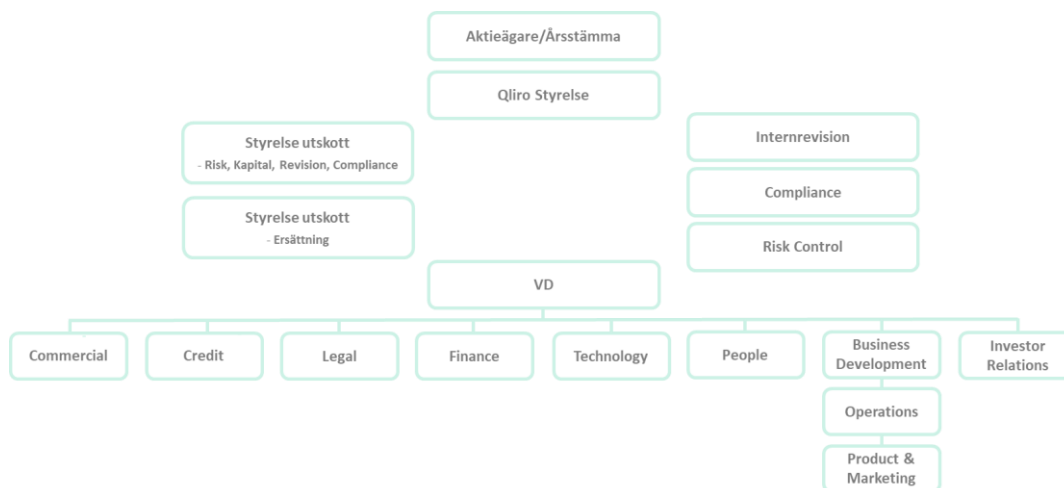 Aktieägare/Årsstämma
Qliro Styrelse
Styrelse utskott
- Risk, Kapital, Revision, Compliance
Styrelse utskott
- Ersättning
Internrevision
Compliance
Risk Control
VD
Commercial
Credit
Legal
Finance
Technology
People
Business
Development
Investor
Relations
Operations
Product &
Marketing